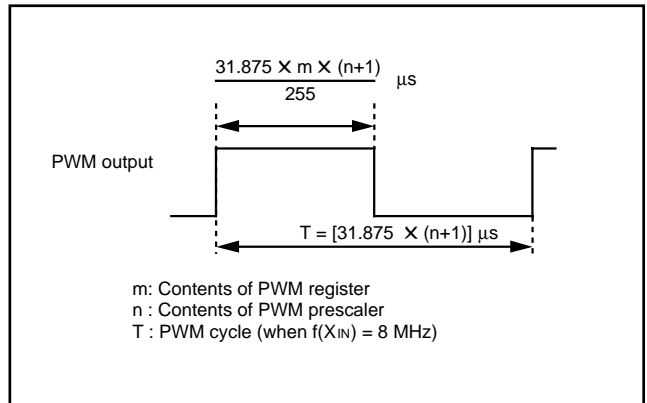 31.875 × m × (n+1)
255
μs
PWM output
T = [31.875 × (n+1)] μs
m: Contents of PWM register
n : Contents of PWM prescaler
T : PWM cycle (when f(XIN) = 8 MHz)